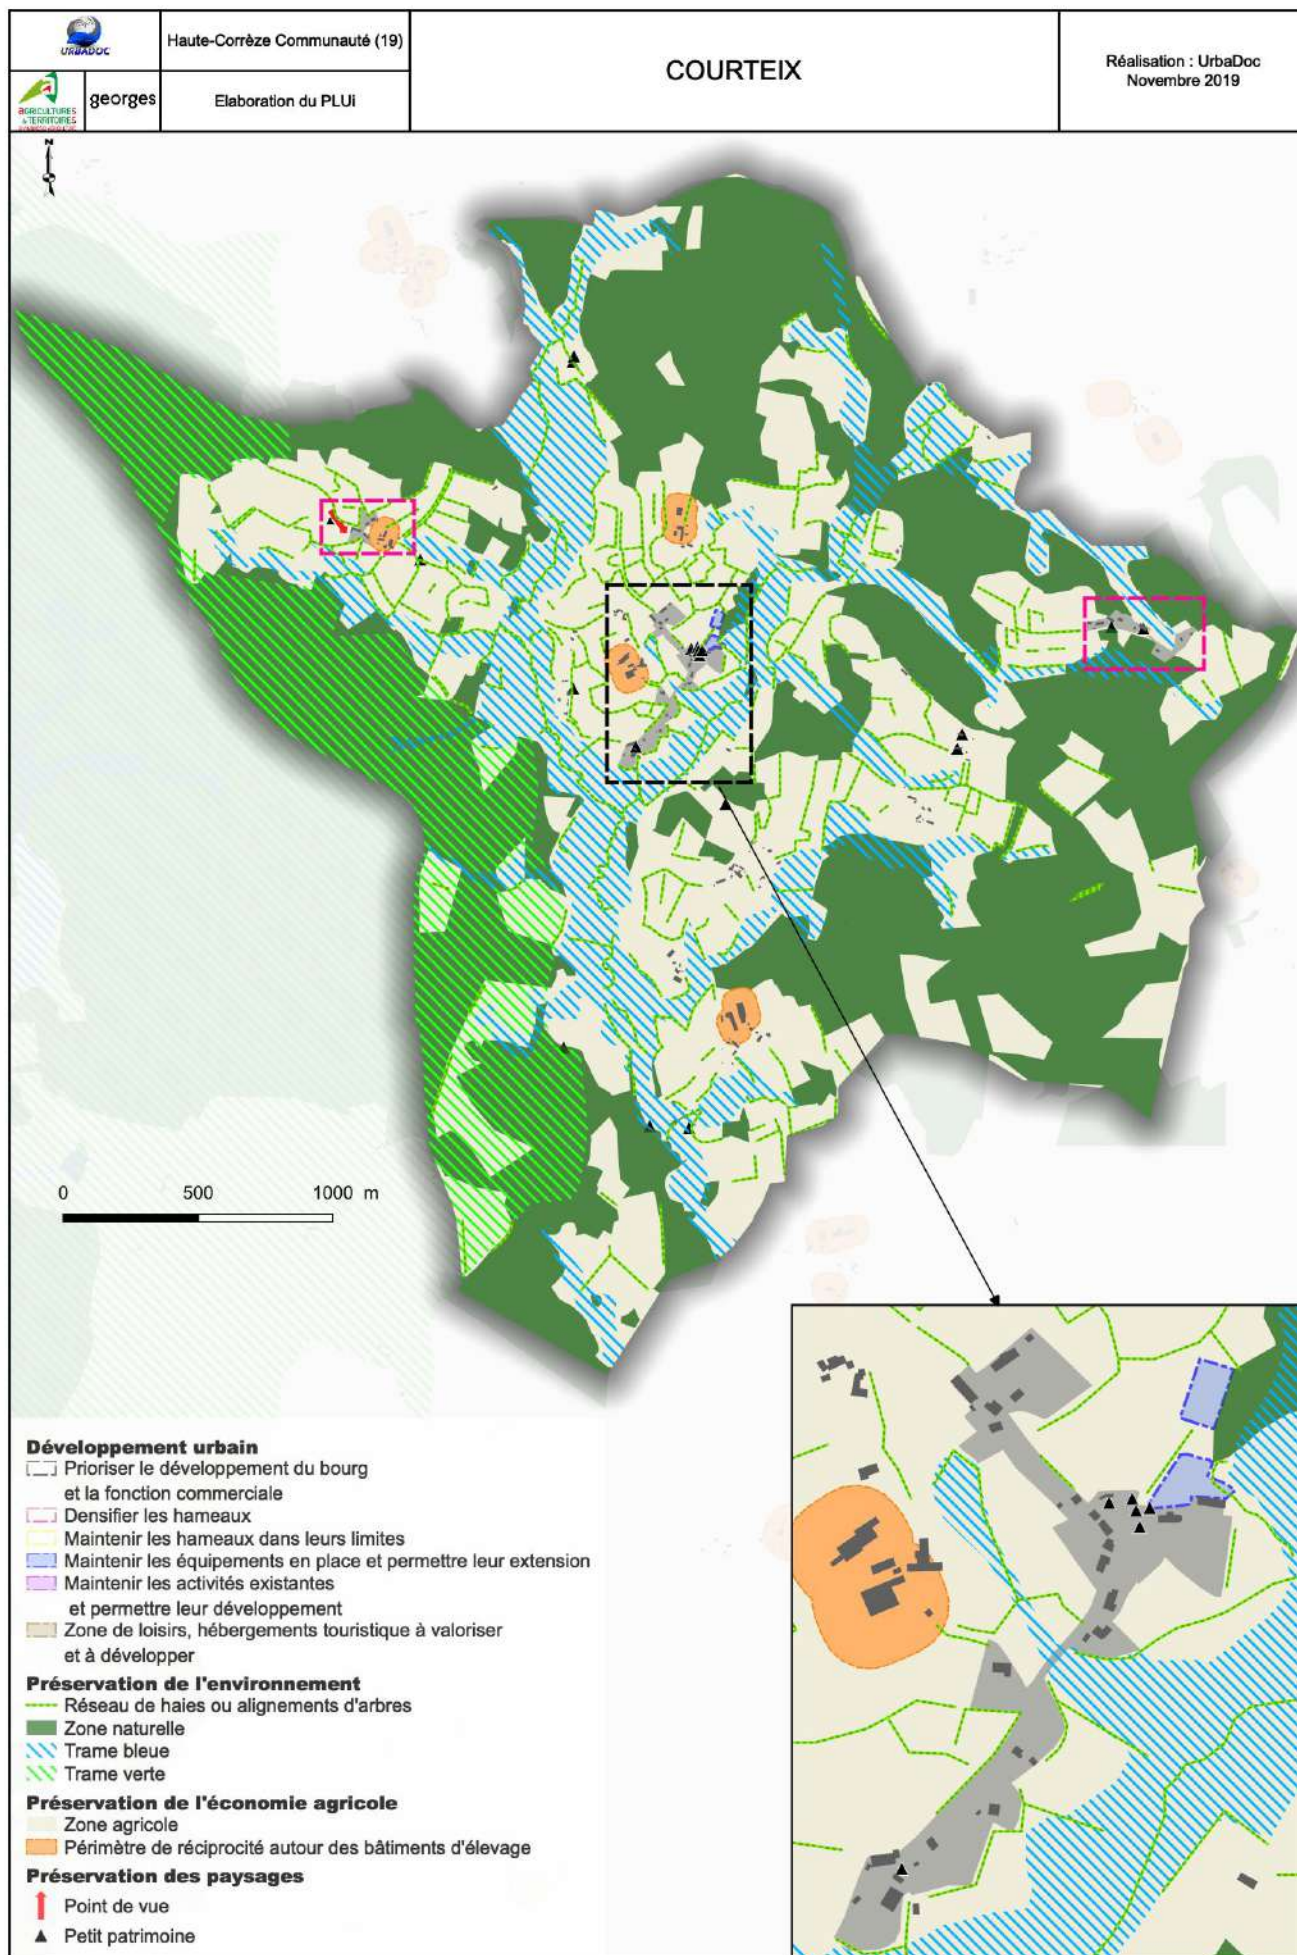 URBADOC
Haute-Corrèze Communauté (19)
COURTEIX
Réalisation : UrbaDoc
Novembre 2019
AGRICULTURES
& TERRITOIRES
georges
Elaboration du PLUi
N
0 500 1000 m
Développement urbain
Prioriser le développement du bourg
et la fonction commerciale
Densifier les hameaux
Maintenir les hameaux dans leurs limites
Maintenir les équipements en place et permettre leur extension
Maintenir les activités existantes
et permettre leur développement
Zone de loisirs, hébergements touristique à valoriser
et à développer
Préservation de l'environnement
Réseau de haies ou alignements d'arbres
Zone naturelle
Trame bleue
Trame verte
Préservation de l'économie agricole
Zone agricole
Périmètre de réciprocité autour des bâtiments d'élevage
Préservation des paysages
Point de vue
Petit patrimoine